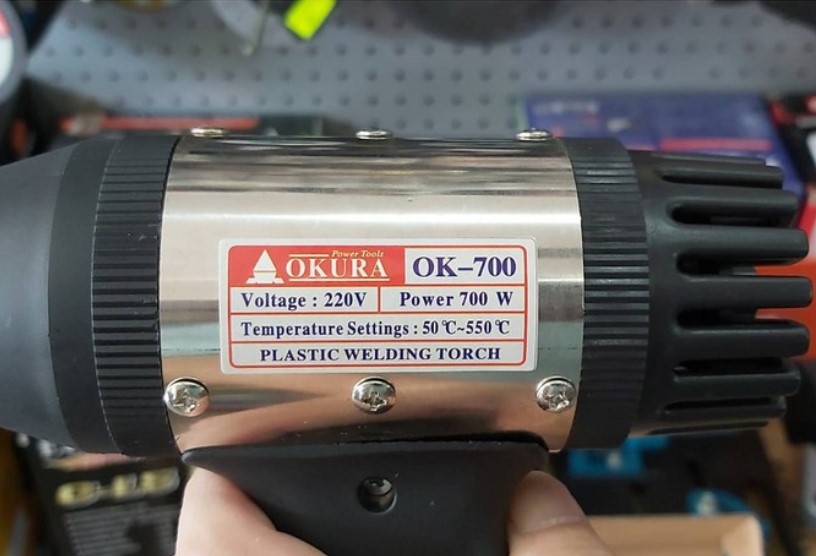 Power Tools
OKURA OK-700
Voltage : 220V Power 700 W
Temperature Settings : 50℃~550℃
PLASTIC WELDING TORCH